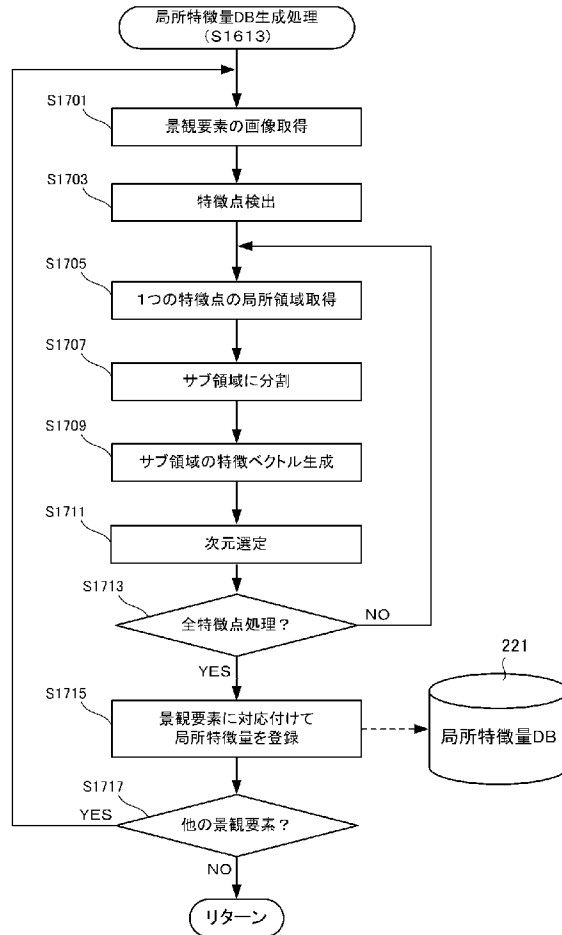 局所特徴量DB生成処理
(S1613)
S1701
景観要素の画像取得
S1703
特徴点検出
S1705
1つの特徴点の局所領域取得
S1707
サブ領域に分割
S1709
サブ領域の特徴ベクトル生成
S1711
次元選定
S1713
全特徴点処理?
NO
YES
S1715
景観要素に対応付けて
局所特徴量を登録
221
局所特徴量DB
S1717
他の景観要素?
YES
NO
リターン